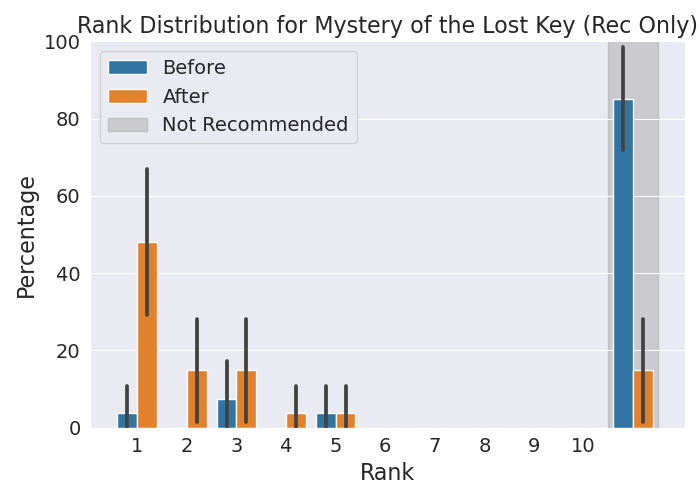 Rank Distribution for Mystery of the Lost Key (Rec Only)
100
80
60
40
20
0
Percentage
Before
After
Not Recommended
1 2 3 4 5 6 7 8 9 10
Rank